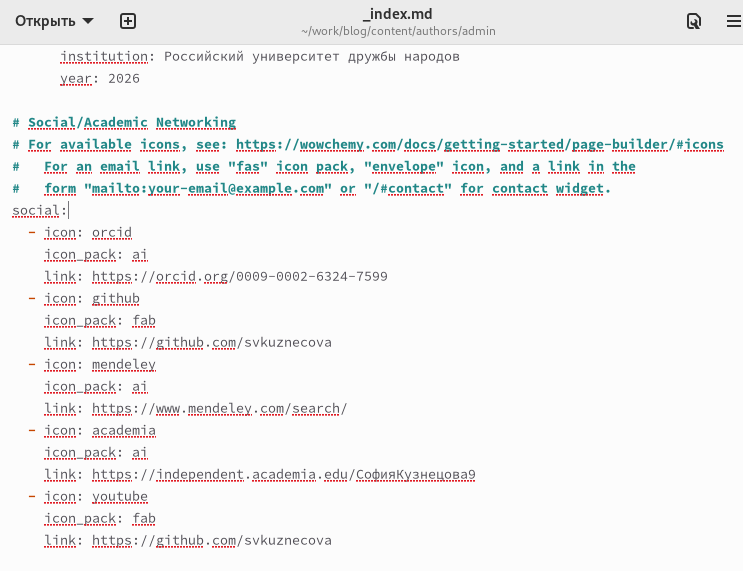 Открыть
_index.md
~/work/blog/content/authors/admin
institution: Российский университет дружбы народов
year: 2026
# Social/Academic Networking
# For available icons, see: https://wowchemy.com/docs/getting-started/page-builder/#icons
#   For an email link, use "fas" icon pack, "envelope" icon, and a link in the
#   form "mailto:your-email@example.com" or "/#contact" for contact widget.
social:
  - icon: orcid
    icon_pack: ai
    link: https://orcid.org/0009-0002-6324-7599
  - icon: github
    icon_pack: fab
    link: https://github.com/svkuznecova
  - icon: mendeley
    icon_pack: ai
    link: https://www.mendeley.com/search/
  - icon: academia
    icon_pack: ai
    link: https://independent.academia.edu/СофияКузнецова9
  - icon: youtube
    icon_pack: fab
    link: https://github.com/svkuznecova